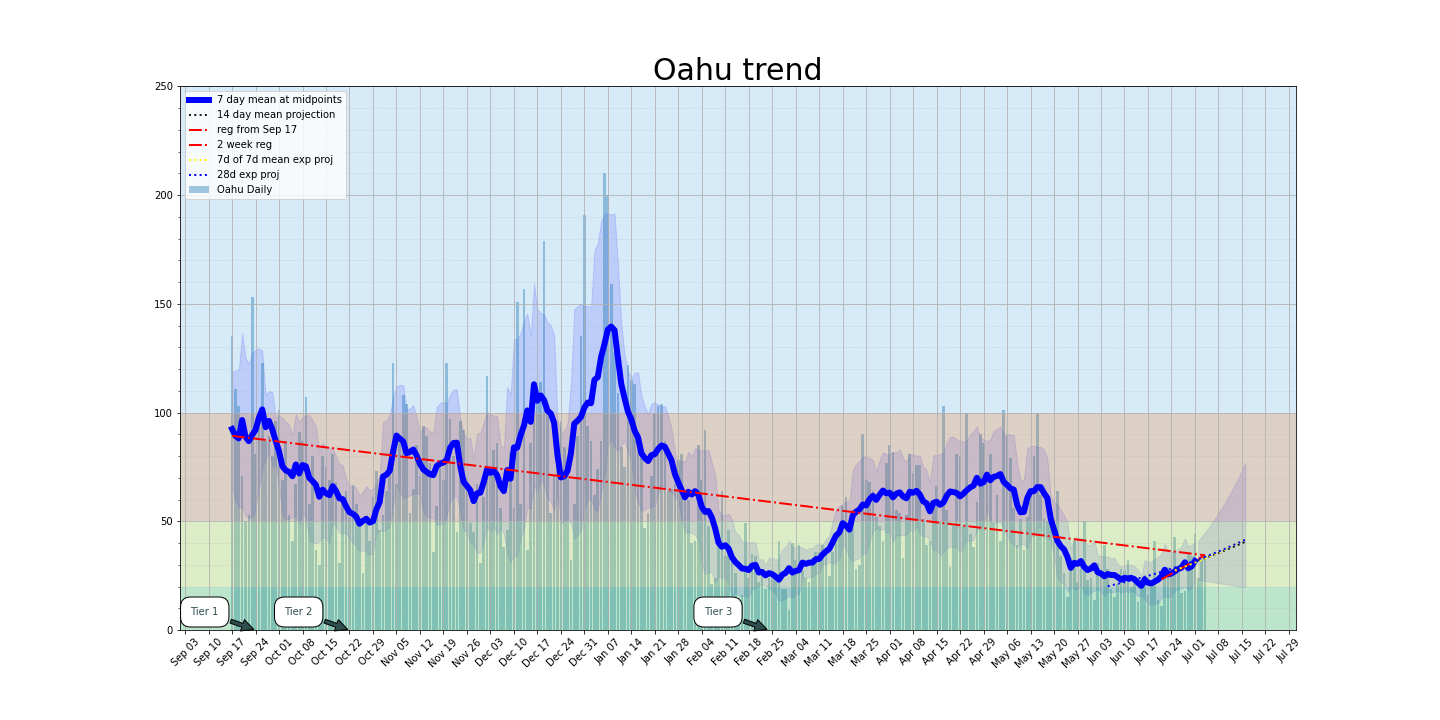 Oahu trend
250
200
150
100
50
0
7 day mean at midpoints
14 day mean projection
reg from Sep 17
2 week reg
7d of 7d mean exp proj
28d exp proj
Oahu Daily
Tier 1
Tier 2
Tier 3
Sep 03
Sep 10
Sep 17
Sep 24
Oct 01
Oct 08
Oct 15
Oct 22
Oct 29
Nov 05
Nov 12
Nov 19
Nov 26
Dec 03
Dec 10
Dec 17
Dec 24
Dec 31
Jan 07
Jan 14
Jan 21
Jan 28
Feb 04
Feb 11
Feb 18
Feb 25
Mar 04
Mar 11
Mar 18
Mar 25
Apr 01
Apr 08
Apr 15
Apr 22
Apr 29
May 06
May 13
May 20
May 27
Jun 03
Jun 10
Jun 17
Jun 24
Jul 01
Jul 08
Jul 15
Jul 22
Jul 29